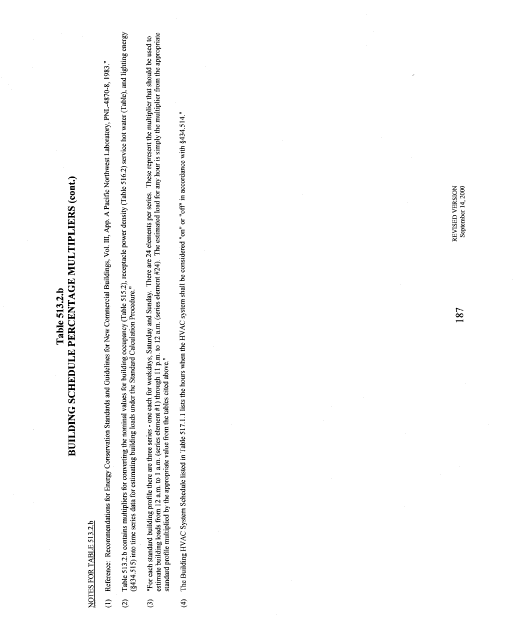 Table 513.2.b
BUILDING SCHEDULE PERCENTAGE MULTIPLIERS (cont.)
NOTES FOR TABLE 513.2.b
(1) Reference: Recommendations for Energy Conservation Standards and Guidelines for New Commercial Buildings, Vol. III, App. A Pacific Northwest Laboratory, PNL-4870-8, 1983."
(2) Table 513.2.b contains multipliers for converting the nominal values for building occupancy (Table 515.2), receptacle power density (Table 516.2) service hot water (Table), and lighting energy
(§434.515) into time series data for estimating building loads under the Standard Calculation Procedure."
(3) "For each standard building profile there are three series - one each for weekdays, Saturday and Sunday. There are 24 elements per series. These represent the multiplier that should be used to
estimate building loads from 12 a.m. to 1 a.m. (series element #1) through 11 p.m. to 12 a.m. (series element #24). The estimated load for any hour is simply the multiplier from the appropriate
standard profile multiplied by the appropriate value from the tables cited above."
(4) The Building HVAC System Schedule listed in Table 517.1.1 lists the hours when the HVAC system shall be considered "on" or "off" in accordance with §434.514."
187
REVISED VERSION
September 14, 2000